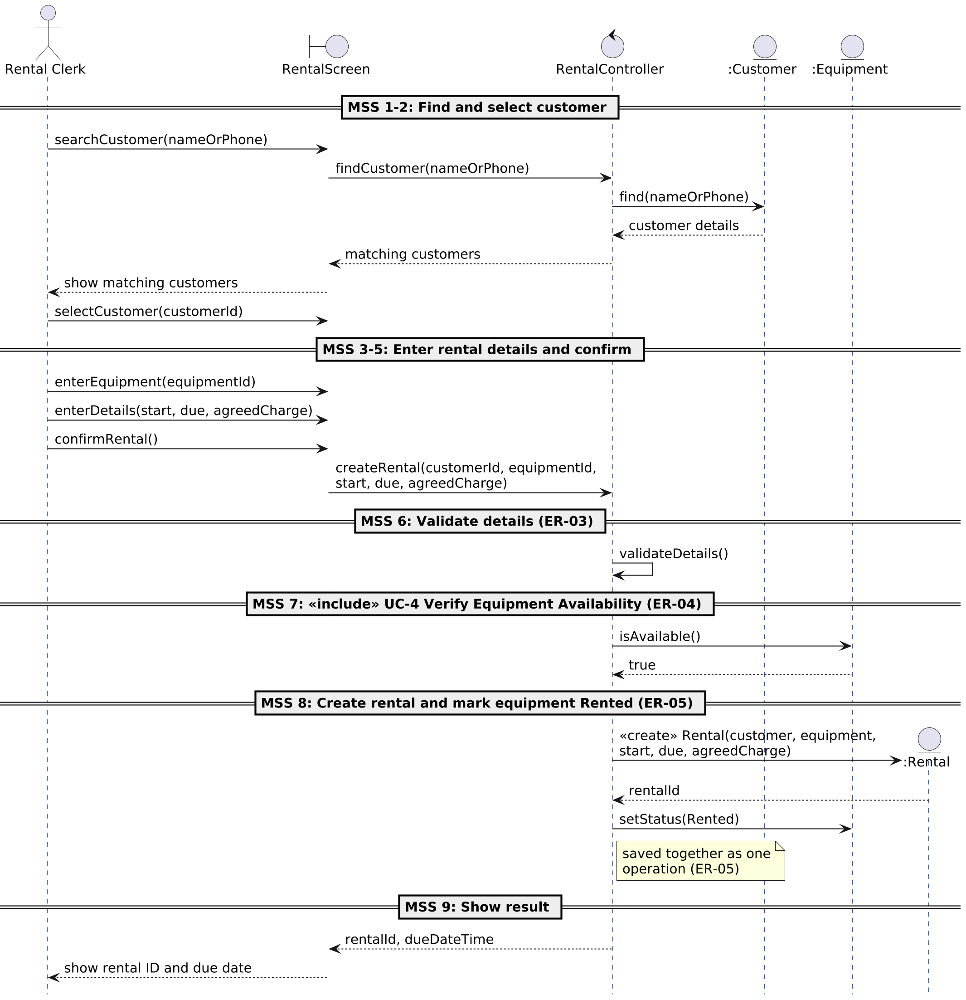 Rental Clerk
RentalScreen
RentalController
:Customer
:Equipment
MSS 1-2: Find and select customer
searchCustomer(nameOrPhone)
findCustomer(nameOrPhone)
find(nameOrPhone)
customer details
matching customers
show matching customers
selectCustomer(customerId)
MSS 3-5: Enter rental details and confirm
enterEquipment(equipmentId)
enterDetails(start, due, agreedCharge)
confirmRental()
createRental(customerId, equipmentId,
start, due, agreedCharge)
MSS 6: Validate details (ER-03)
validateDetails()
MSS 7: «include» UC-4 Verify Equipment Availability (ER-04)
isAvailable()
true
MSS 8: Create rental and mark equipment Rented (ER-05)
«create» Rental(customer, equipment,
start, due, agreedCharge)
:Rental
rentalId
setStatus(Rented)
saved together as one
operation (ER-05)
MSS 9: Show result
rentalId, dueDateTime
show rental ID and due date